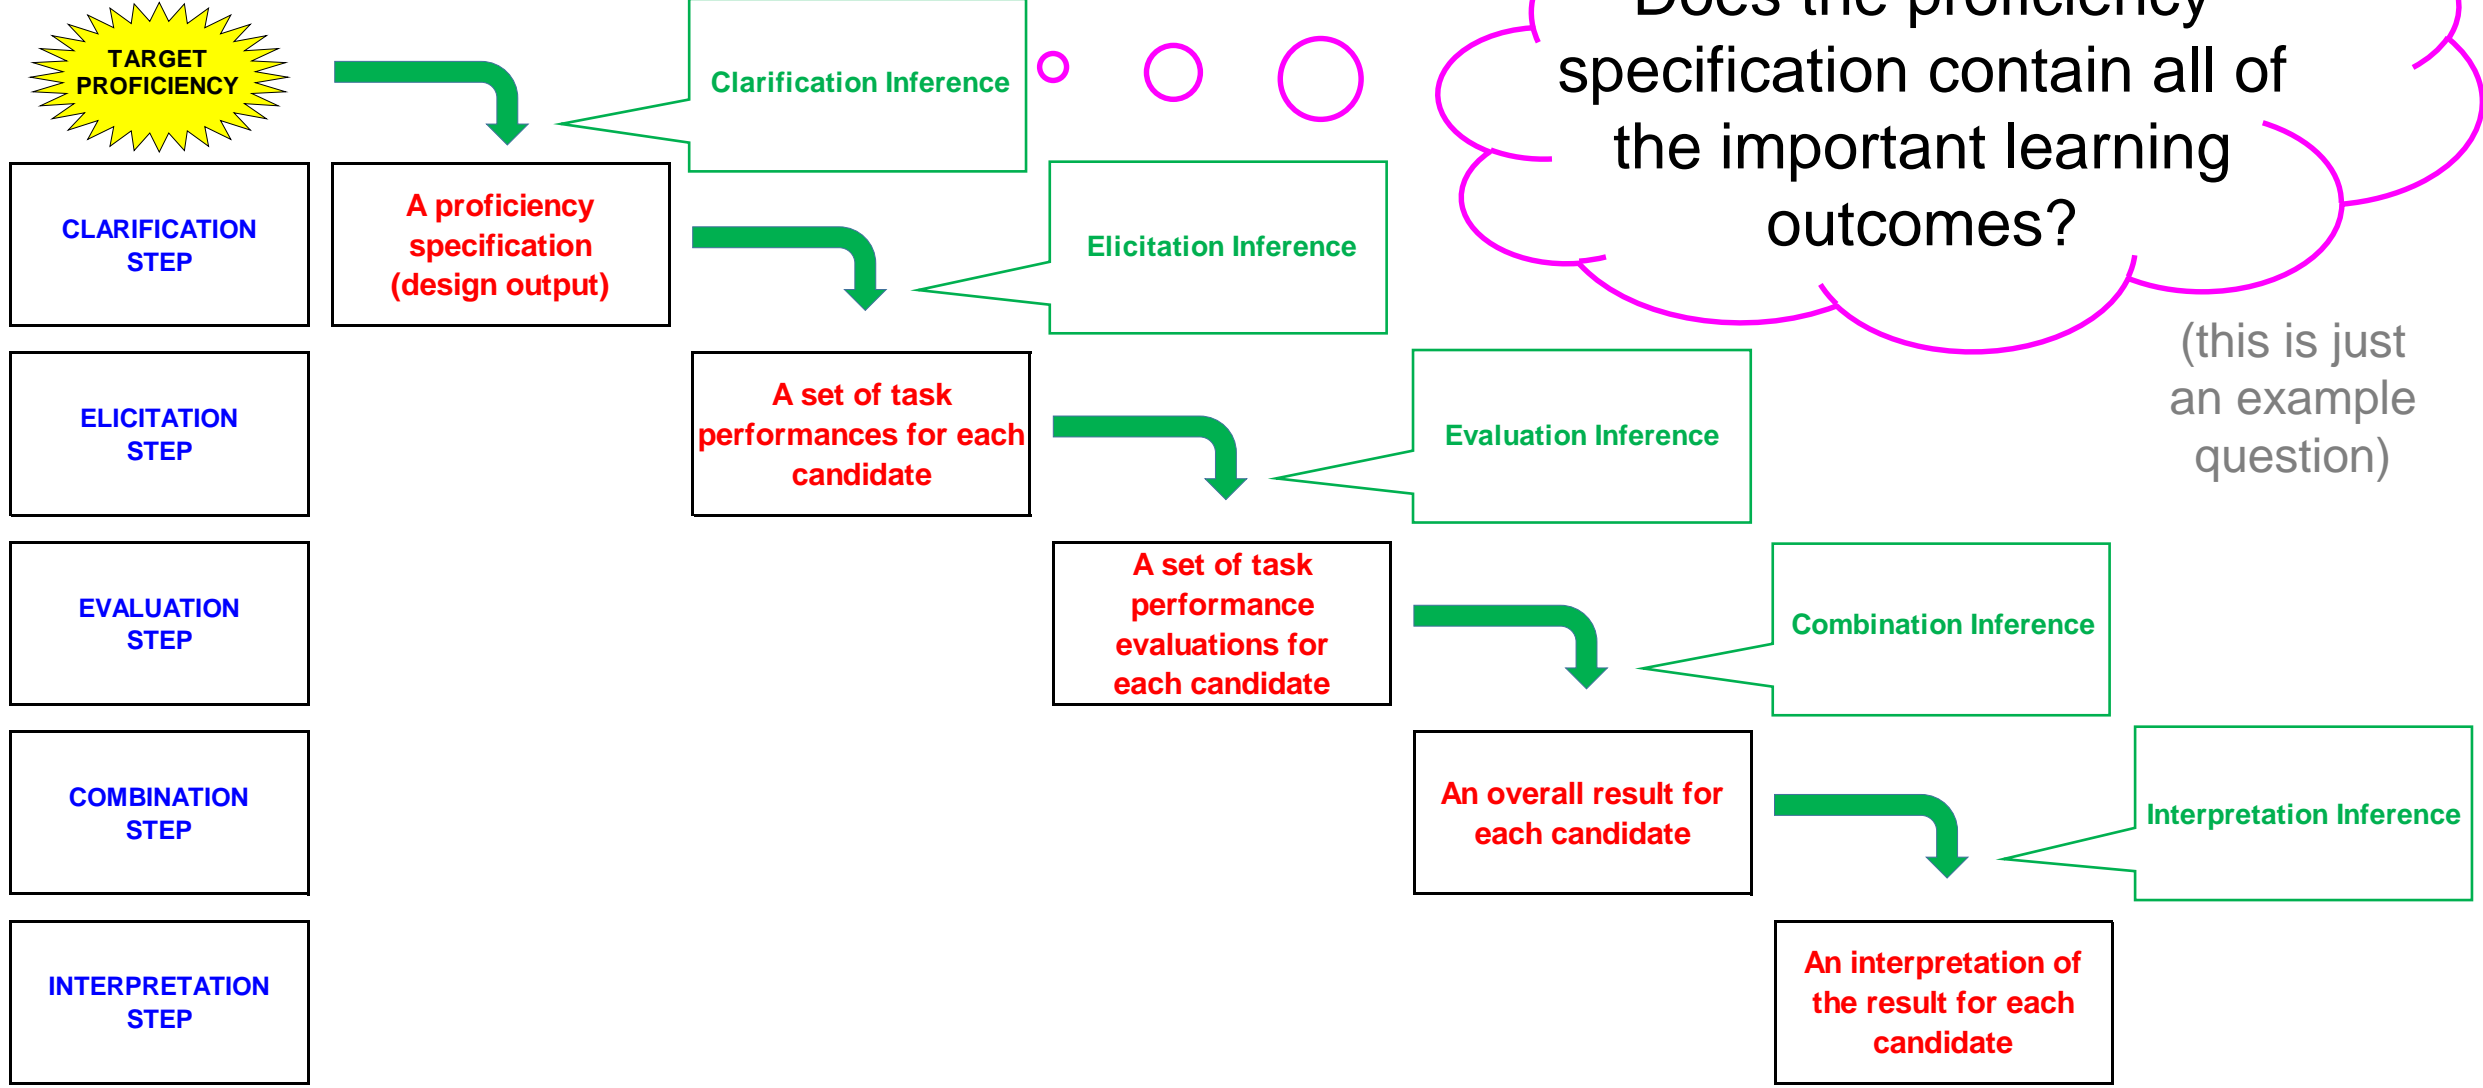 TARGET
PROFICIENCY
Clarification Inference
Does the proficiency
specification contain all of
the important learning
outcomes?
(this is just
an example
question)
CLARIFICATION
STEP
A proficiency
specification
(design output)
Elicitation Inference
ELICITATION
STEP
A set of task
performances for each
candidate
Evaluation Inference
EVALUATION
STEP
A set of task
performance
evaluations for
each candidate
Combination Inference
COMBINATION
STEP
An overall result for
each candidate
Interpretation Inference
INTERPRETATION
STEP
An interpretation of
the result for each
candidate